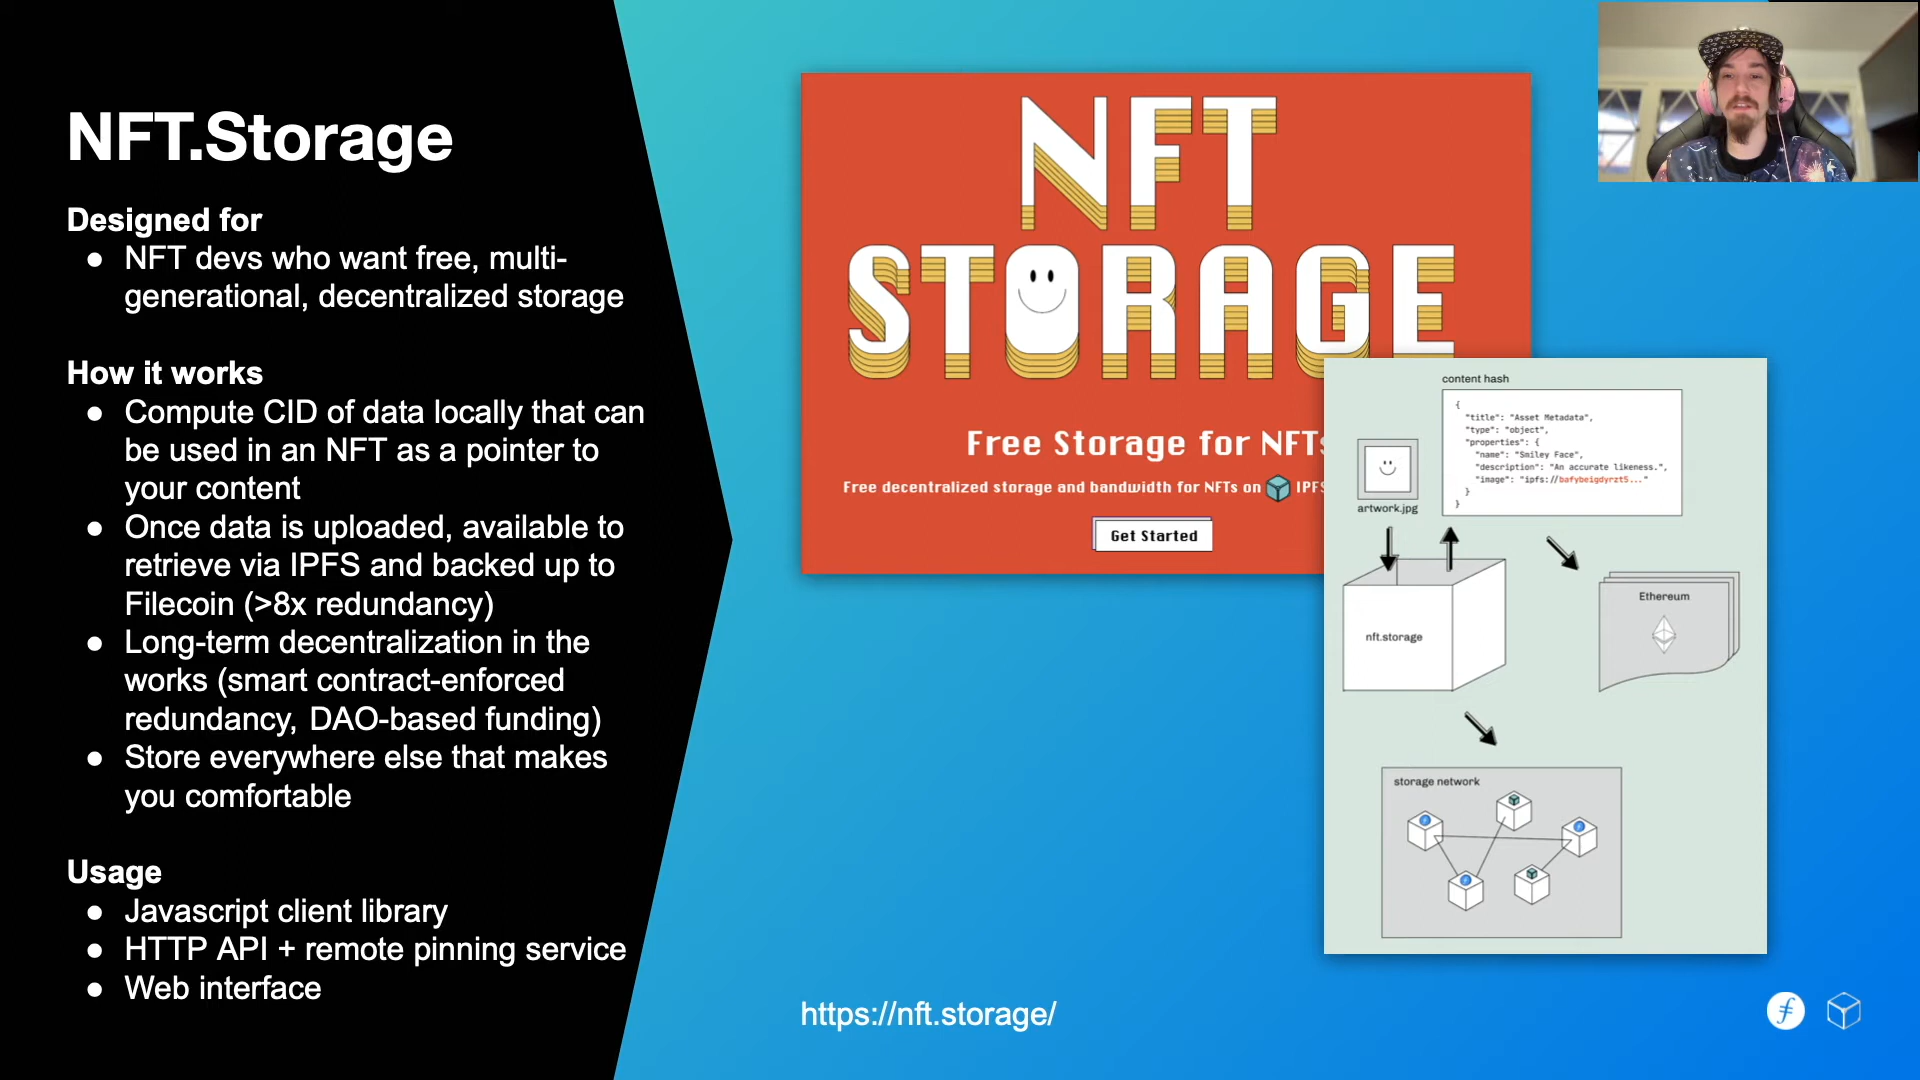 NFT.Storage
Designed for
● NFT devs who want free, multi-
generational, decentralized storage
How it works
● Compute CID of data locally that can
be used in an NFT as a pointer to
your content
● Once data is uploaded, available to
retrieve via IPFS and backed up to
Filecoin (>8x redundancy)
● Long-term decentralization in the
works (smart contract-enforced
redundancy, DAO-based funding)
● Store everywhere else that makes
you comfortable
Usage
● Javascript client library
● HTTP API + remote pinning service
● Web interface
NFT
STORAGE
Free Storage for NFTs
Free decentralized storage and bandwidth for NFTs on IPFS
Get Started
content hash
{
"title": "Asset Metadata",
"type": "object",
"properties": {
"name": "Smiley Face",
"description": "An accurate likeness.",
"image": "ipfs://bafybeigdyrzt5..."
}
}
artwork.jpg
nft.storage
Ethereum
storage network
https://nft.storage/